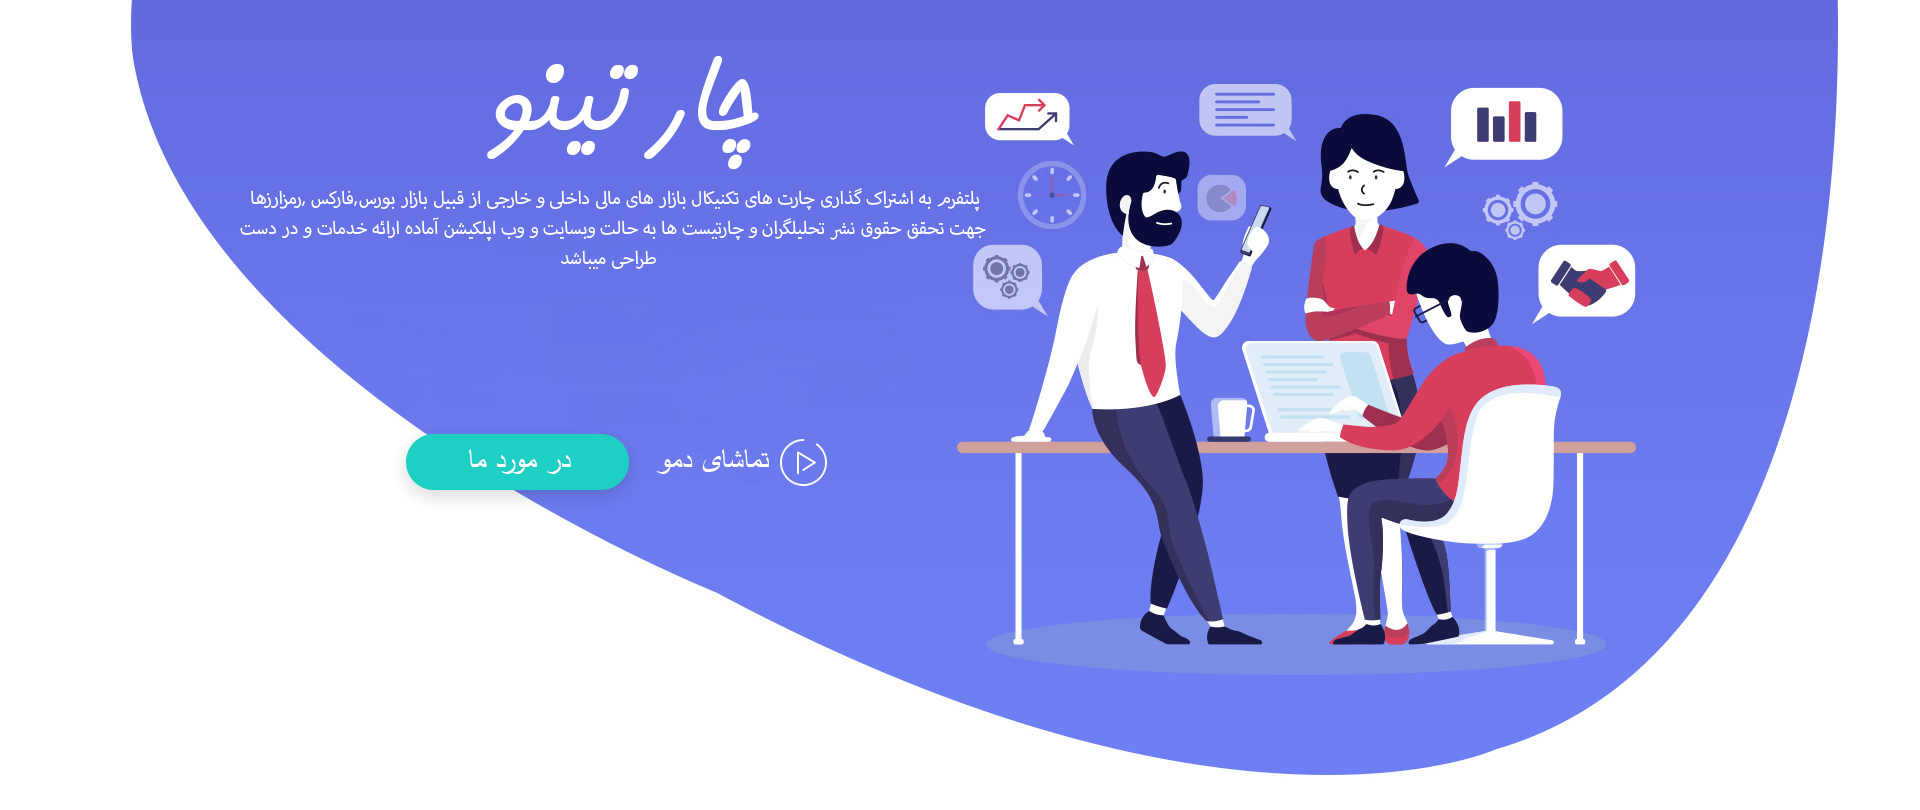 چار تینو
پلتفرم به اشتراک گذاری چارت های تکنیکال بازار های مالی داخلی و خارجی از قبیل بازار بورس,فارکس ,رمزارزها
جهت تحقق حقوق نشر تحلیلگران و چارتیست ها به حالت وبسایت و وب اپلکیشن آماده ارائه خدمات و در دست
طراحی میباشد
تماشای دمو
در مورد ما